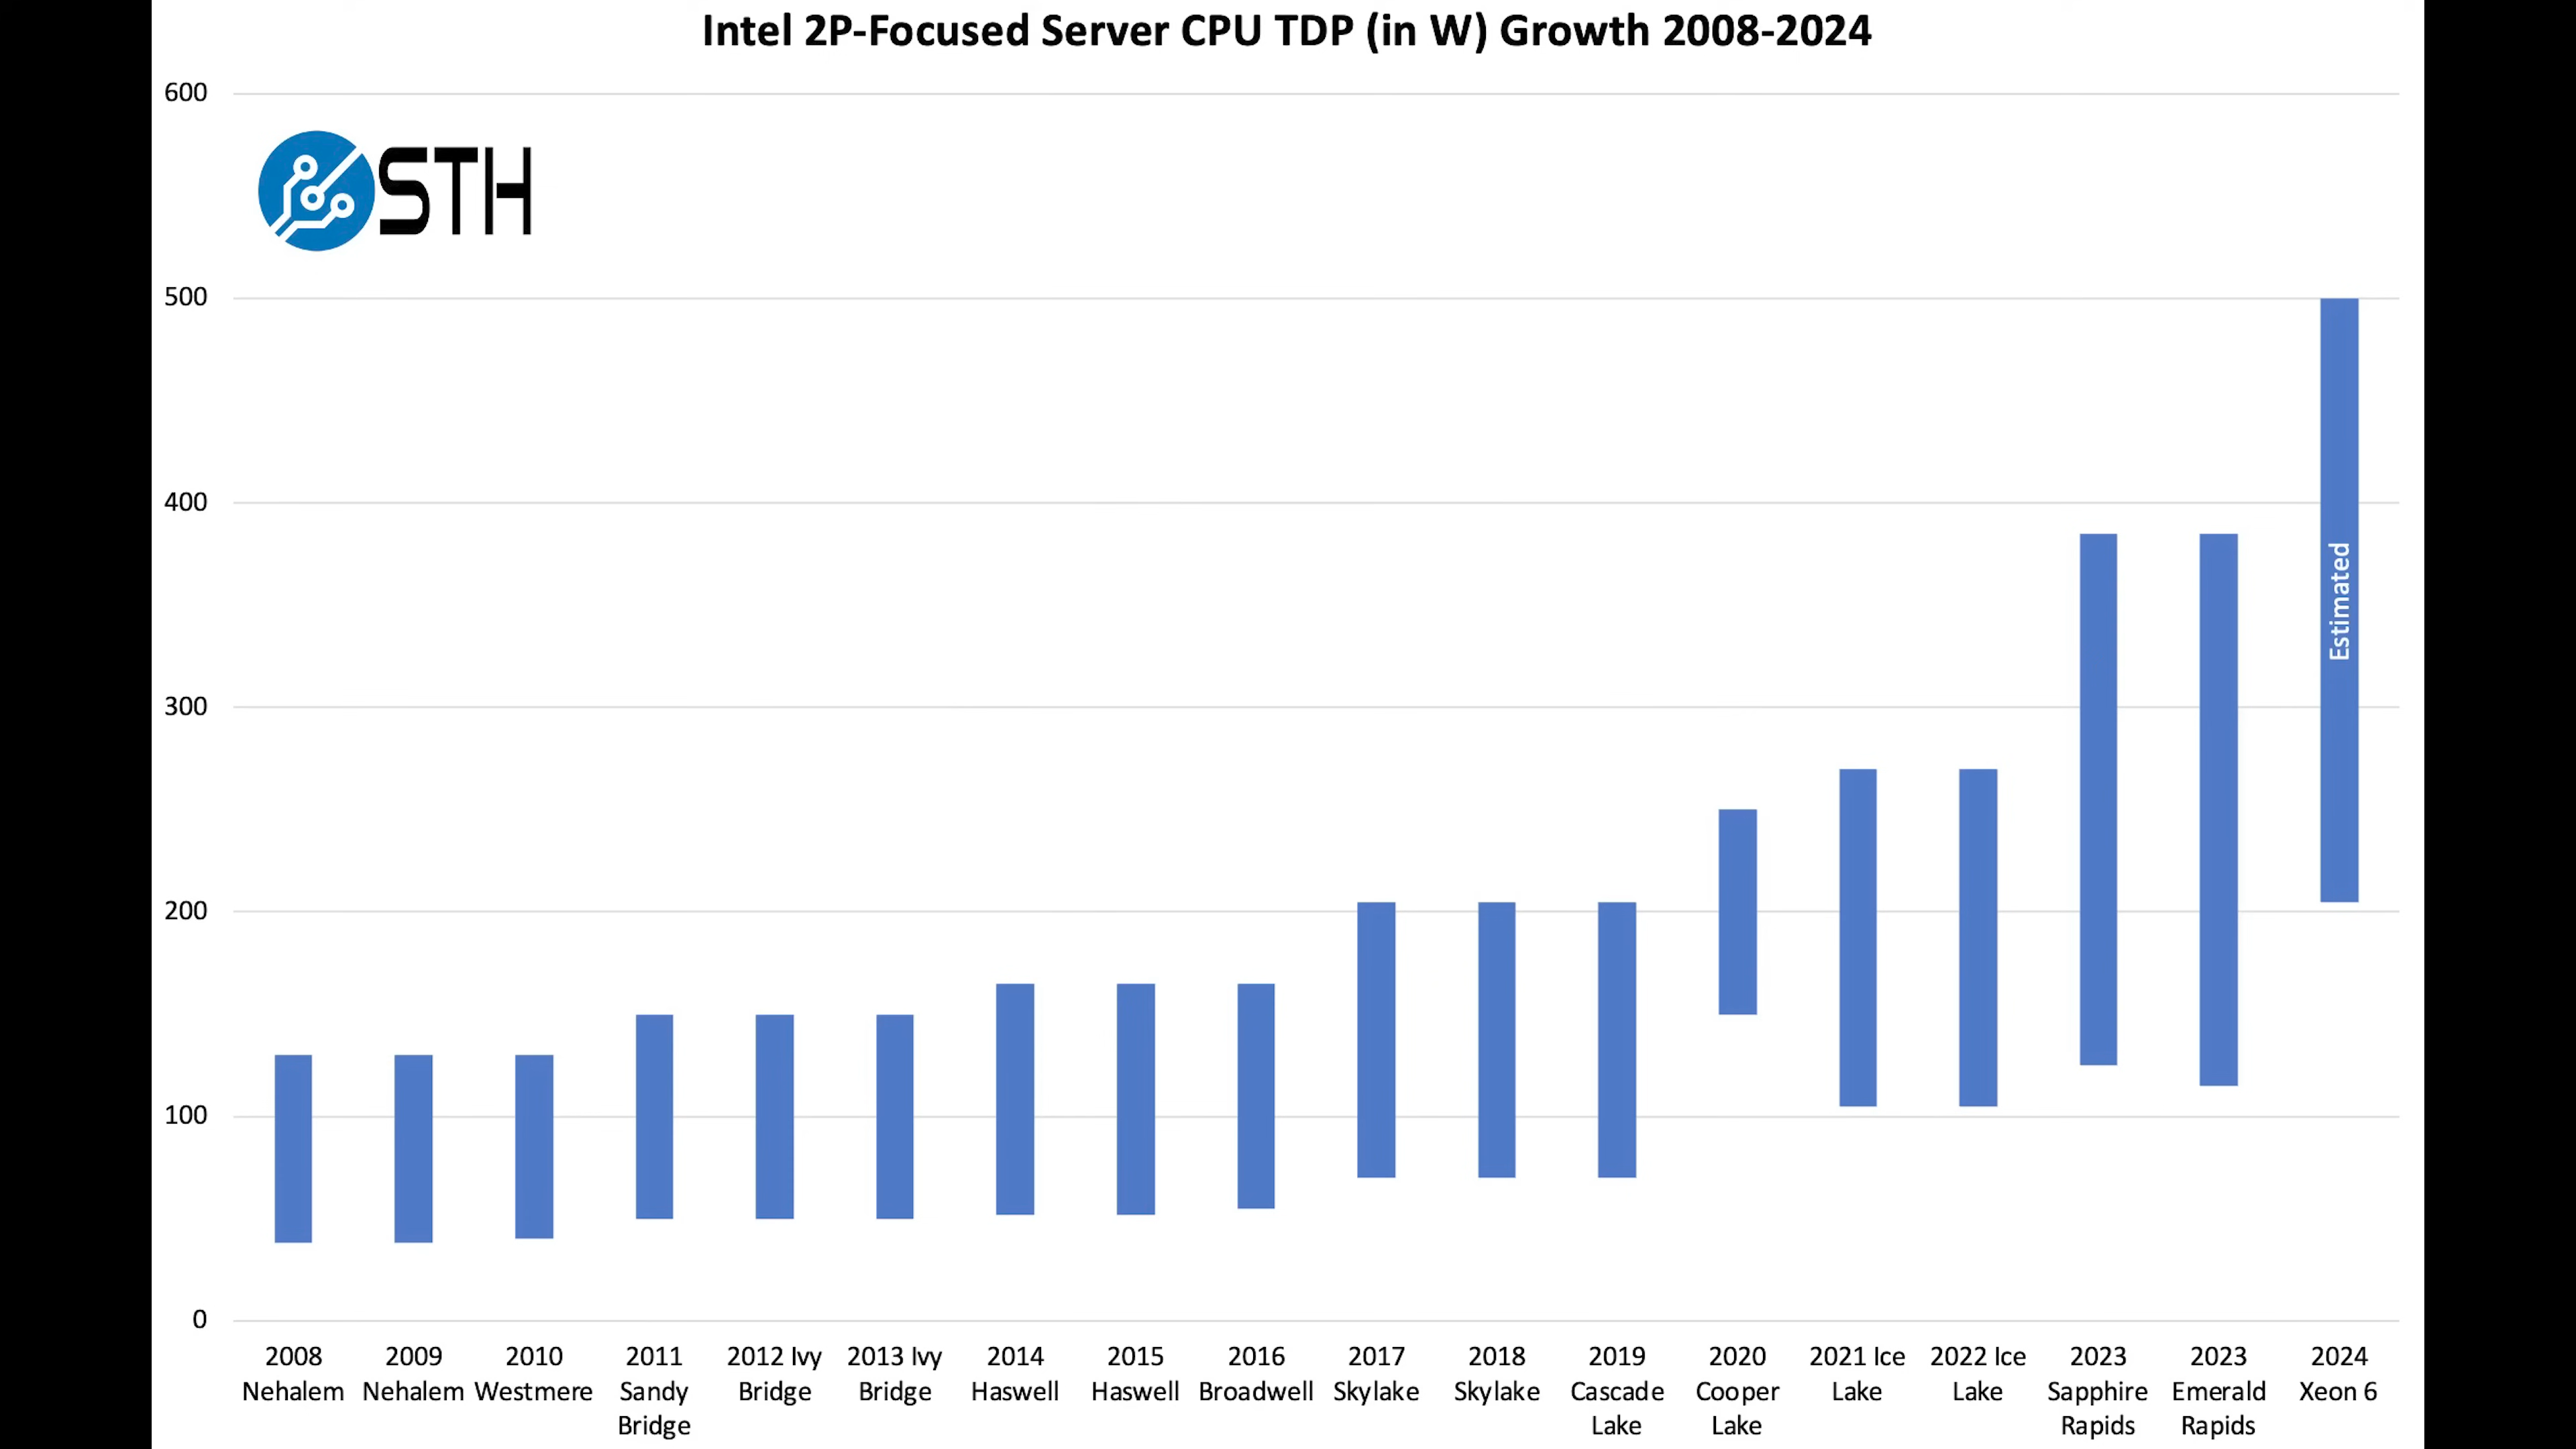 Intel 2P-Focused Server CPU TDP (in W) Growth 2008-2024
600
STH
500
400
Estimated
300
200
100
0
2008 Nehalem
2009 Nehalem
2010 Westmere
2011 Sandy Bridge
2012 Ivy Bridge
2013 Ivy Bridge
2014 Haswell
2015 Haswell
2016 Broadwell
2017 Skylake
2018 Skylake
2019 Cascade Lake
2020 Cooper Lake
2021 Ice Lake
2022 Ice Lake
2023 Sapphire Rapids
2023 Emerald Rapids
2024 Xeon 6